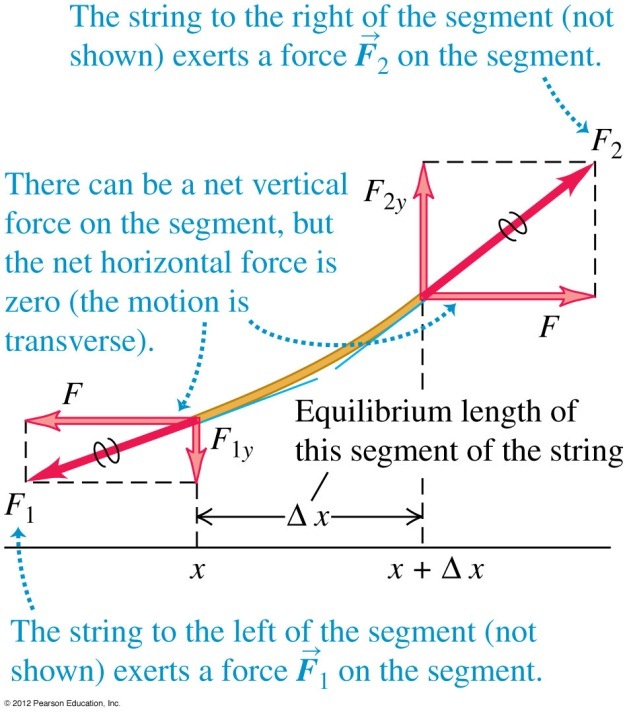 The string to the right of the segment (not
shown) exerts a force F⃗₂ on the segment.
F₂
There can be a net vertical
force on the segment, but
the net horizontal force is
zero (the motion is
transverse).
F₂y
F
F
F₁y
Equilibrium length of
this segment of the string
F₁
Δ x
x
x + Δ x
The string to the left of the segment (not
shown) exerts a force F⃗₁ on the segment.
© 2012 Pearson Education, Inc.